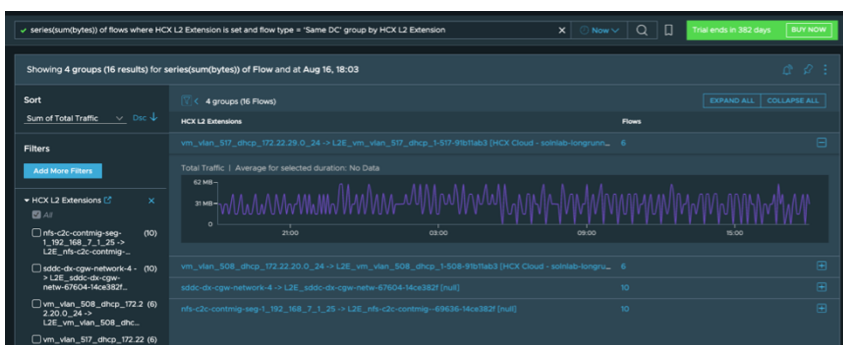 series(sum(bytes)) of flows where HCX L2 Extension is set and flow type = 'Same DC' group by HCX L2 Extension
Now
Trial ends in 382 days
BUY NOW
Showing 4 groups (16 results) for series(sum(bytes)) of Flow and at Aug 16, 18:03
Sort
Sum of Total Traffic
Dsc
Filters
Add More Filters
HCX L2 Extensions
All
nfs-c2c-contmig-seg- (10)
1_192_168_7_1_25 ->
L2E_nfs-c2c-contmig-...
sddc-dx-cgw-network-4 - (10)
> L2E_sddc-dx-cgw-
netw-67604-14ce382f...
vm_vlan_508_dhcp_172.2 (6)
2.20.0_24 ->
L2E_vm_vlan_508_dhc...
vm_vlan_517_dhcp_172.22 (6)
4 groups (16 Flows)
EXPAND ALL
COLLAPSE ALL
HCX L2 Extensions
Flows
vm_vlan_517_dhcp_172.22.29.0_24 -> L2E_vm_vlan_517_dhcp_1-517-91b11ab3 [HCX Cloud - solnlab-longrunn... 6
Total Traffic | Average for selected duration: No Data
62 MB
31 MB
0
21:00
03:00
09:00
15:00
vm_vlan_508_dhcp_172.22.20.0_24 -> L2E_vm_vlan_508_dhcp_1-508-91b11ab3 [HCX Cloud - solnlab-longru... 6
sddc-dx-cgw-network-4 -> L2E_sddc-dx-cgw-netw-67604-14ce382f [null] 10
nfs-c2c-contmig-seg-1_192_168_7_1_25 -> L2E_nfs-c2c-contmig--69636-14ce382f [null] 10